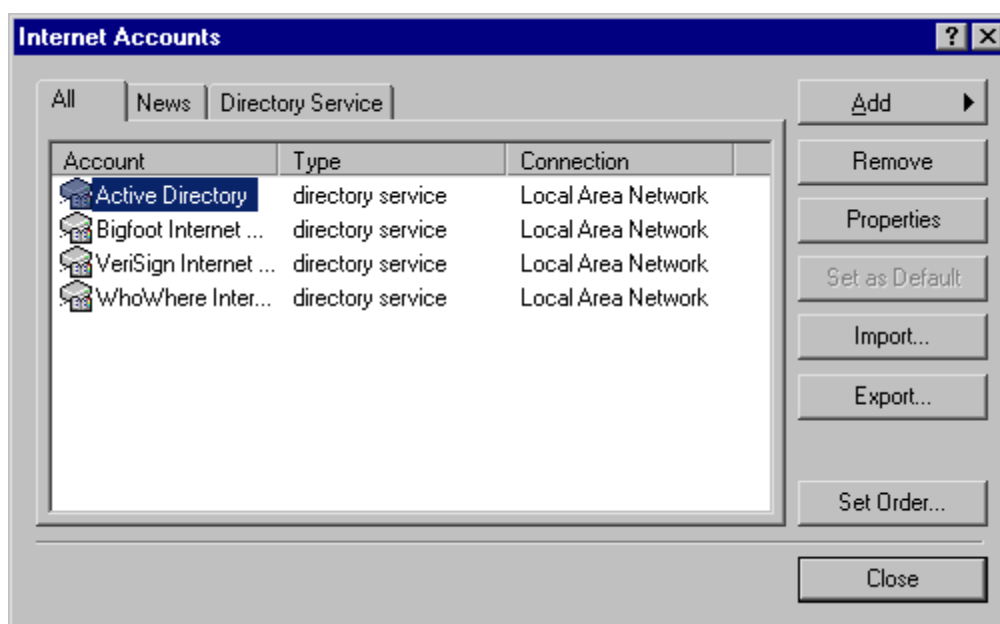 Internet Accounts
All News Directory Service
Add
Account Type Connection
Remove
Active Directory directory service Local Area Network
Bigfoot Internet ... directory service Local Area Network
Properties
VeriSign Internet ... directory service Local Area Network
Set as Default
WhoWhere Inter... directory service Local Area Network
Import...
Export...
Set Order...
Close